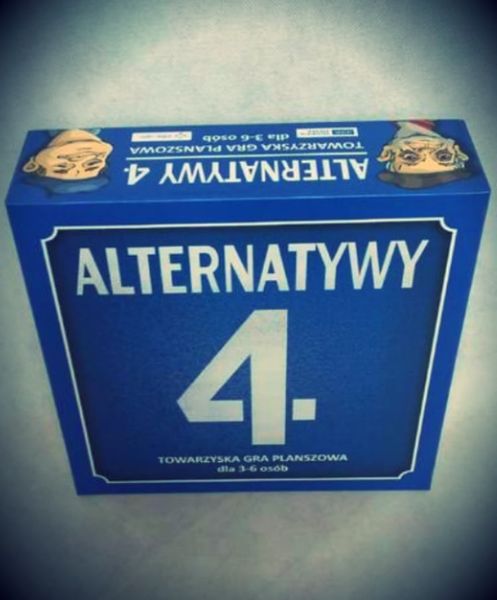 ALTERNATYWY 4.
TOWARZYSKA GRA PLANSZOWA
dla 3-6 osób
ALTERNATYWY
4.
TOWARZYSKA GRA PLANSZOWA
dla 3-6 osób